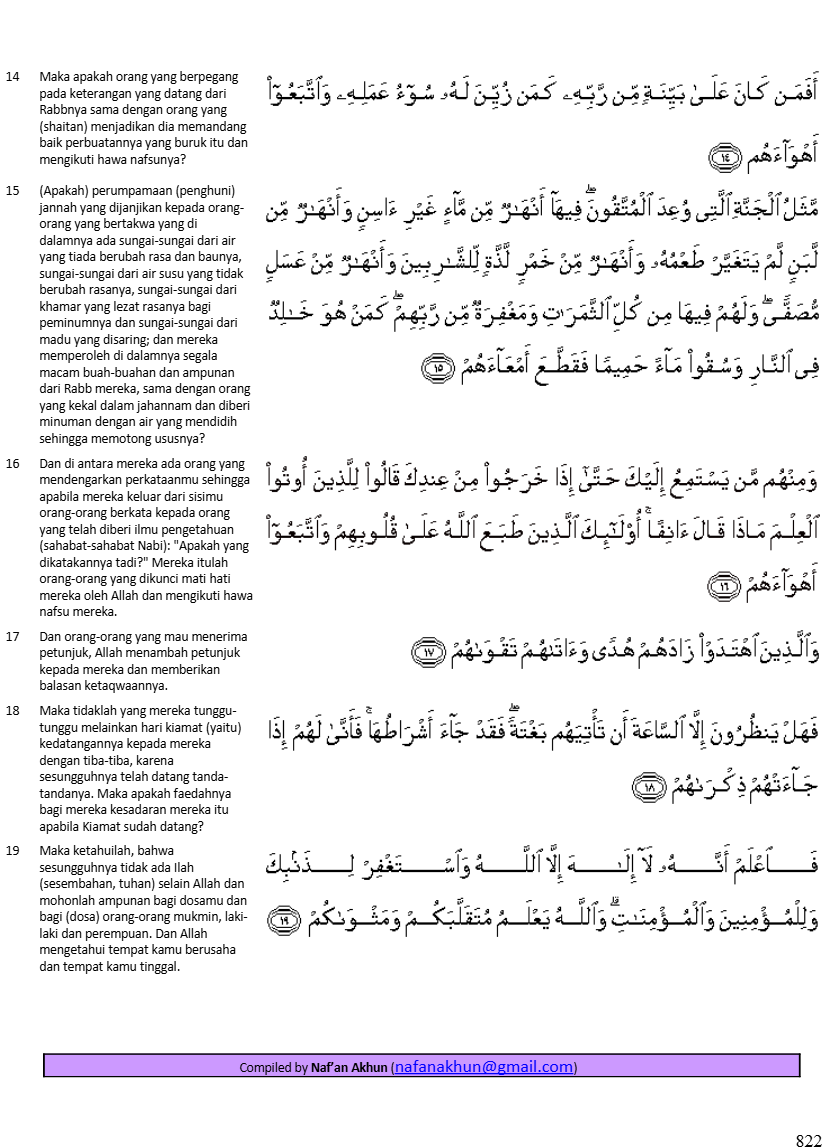 14 Maka apakah orang yang berpegang
pada keterangan yang datang dari
Rabbnya sama dengan orang yang
(shaitan) menjadikan dia memandang
baik perbuatannya yang buruk itu dan
mengikuti hawa nafsunya?
أَفَمَن كَانَ عَلَىٰ بَيِّنَةٍ مِّن رَّبِّهِۦ كَمَن زُيِّنَ لَهُۥ سُوٓءُ عَمَلِهِۦ وَٱتَّبَعُوٓا۟
أَهْوَآءَهُم ١٤
15 (Apakah) perumpamaan (penghuni)
jannah yang dijanjikan kepada orang-
orang yang bertakwa yang di
dalamnya ada sungai-sungai dari air
yang tiada berubah rasa dan baunya,
sungai-sungai dari air susu yang tidak
berubah rasanya, sungai-sungai dari
khamar yang lezat rasanya bagi
peminumnya dan sungai-sungai dari
madu yang disaring; dan mereka
memperoleh di dalamnya segala
macam buah-buahan dan ampunan
dari Rabb mereka, sama dengan orang
yang kekal dalam jahannam dan diberi
minuman dengan air yang mendidih
sehingga memotong ususnya?
مَّثَلُ ٱلْجَنَّةِ ٱلَّتِى وُعِدَ ٱلْمُتَّقُونَ ۖ فِيهَآ أَنْهَـٰرٌ مِّن مَّآءٍ غَيْرِ ءَاسِنٍ وَأَنْهَـٰرٌ مِّن
لَّبَنٍ لَّمْ يَتَغَيَّرْ طَعْمُهُۥ وَأَنْهَـٰرٌ مِّنْ خَمْرٍ لَّذَّةٍ لِّلشَّـٰرِبِينَ وَأَنْهَـٰرٌ مِّنْ عَسَلٍ
مُّصَفًّى ۖ وَلَهُمْ فِيهَا مِن كُلِّ ٱلثَّمَرَٰتِ وَمَغْفِرَةٌ مِّن رَّبِّهِمْ ۖ كَمَنْ هُوَ خَـٰلِدٌ
فِى ٱلنَّارِ وَسُقُوا۟ مَآءً حَمِيمًا فَقَطَّعَ أَمْعَآءَهُمْ ١٥
16 Dan di antara mereka ada orang yang
mendengarkan perkataanmu sehingga
apabila mereka keluar dari sisimu
orang-orang berkata kepada orang
yang telah diberi ilmu pengetahuan
(sahabat-sahabat Nabi): "Apakah yang
dikatakannya tadi?" Mereka itulah
orang-orang yang dikunci mati hati
mereka oleh Allah dan mengikuti hawa
nafsu mereka.
وَمِنْهُم مَّن يَسْتَمِعُ إِلَيْكَ حَتَّىٰٓ إِذَا خَرَجُوا۟ مِنْ عِندِكَ قَالُوا۟ لِلَّذِينَ أُوتُوا۟
ٱلْعِلْمَ مَاذَا قَالَ ءَانِفًا ۚ أُو۟لَـٰٓئِكَ ٱلَّذِينَ طَبَعَ ٱللَّهُ عَلَىٰ قُلُوبِهِمْ وَٱتَّبَعُوٓا۟
أَهْوَآءَهُمْ ١٦
17 Dan orang-orang yang mau menerima
petunjuk, Allah menambah petunjuk
kepada mereka dan memberikan
balasan ketaqwaannya.
وَٱلَّذِينَ ٱهْتَدَوْا۟ زَادَهُمْ هُدًى وَءَاتَىٰهُمْ تَقْوَىٰهُمْ ١٧
18 Maka tidaklah yang mereka tunggu-
tunggu melainkan hari kiamat (yaitu)
kedatangannya kepada mereka
dengan tiba-tiba, karena
sesungguhnya telah datang tanda-
tandanya. Maka apakah faedahnya
bagi mereka kesadaran mereka itu
apabila Kiamat sudah datang?
فَهَلْ يَنظُرُونَ إِلَّا ٱلسَّاعَةَ أَن تَأْتِيَهُم بَغْتَةً ۖ فَقَدْ جَآءَ أَشْرَاطُهَا ۚ فَأَنَّىٰ لَهُمْ إِذَا
جَآءَتْهُمْ ذِكْرَىٰهُمْ ١٨
19 Maka ketahuilah, bahwa
sesungguhnya tidak ada Ilah
(sesembahan, tuhan) selain Allah dan
mohonlah ampunan bagi dosamu dan
bagi (dosa) orang-orang mukmin, laki-
laki dan perempuan. Dan Allah
mengetahui tempat kamu berusaha
dan tempat kamu tinggal.
فَٱعْلَمْ أَنَّهُۥ لَآ إِلَـٰهَ إِلَّا ٱللَّهُ وَٱسْتَغْفِرْ لِذَنۢبِكَ
وَلِلْمُؤْمِنِينَ وَٱلْمُؤْمِنَـٰتِ ۗ وَٱللَّهُ يَعْلَمُ مُتَقَلَّبَكُمْ وَمَثْوَىٰكُمْ ١٩
Compiled by Naf'an Akhun (nafanakhun@gmail.com)
822